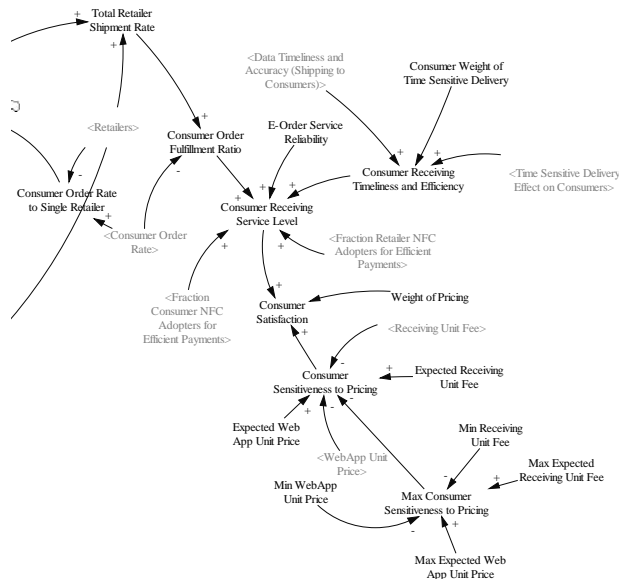 Total Retailer
Shipment Rate
<Data Timeliness and
Accuracy (Shipping to
Consumers)>
Consumer Weight of
Time Sensitive Delivery
<Retailers>
Consumer Order
Fulfillment Ratio
E-Order Service
Reliability
Consumer Receiving
Timeliness and Efficiency
<Time Sensitive Delivery
Effect on Consumers>
Consumer Order Rate
to Single Retailer
Consumer Receiving
Service Level
<Consumer Order
Rate>
<Fraction Retailer NFC
Adopters for Efficient
Payments>
<Fraction
Consumer NFC
Adopters for
Efficient Payments>
Consumer
Satisfaction
Weight of Pricing
<Receiving Unit Fee>
Consumer
Sensitiveness to Pricing
Expected Receiving
Unit Fee
Expected Web
App Unit Price
<WebApp Unit
Price>
Min Receiving
Unit Fee
Min WebApp
Unit Price
Max Expected
Receiving Unit Fee
Max Consumer
Sensitiveness to Pricing
Max Expected Web
App Unit Price